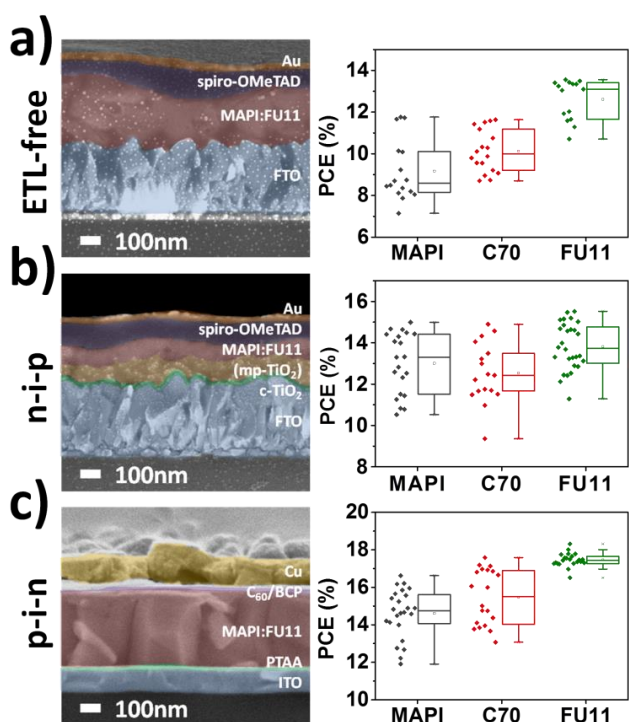 a)
ETL-free
Au
spiro-OMeTAD
MAPI:FU11
FTO
100nm
PCE (%)
14
12
10
8
6
MAPI C70 FU11
b)
n-i-p
Au
spiro-OMeTAD
MAPI:FU11
(mp-TiO₂)
c-TiO₂
FTO
100nm
PCE (%)
16
14
12
10
8
MAPI C70 FU11
c)
p-i-n
Cu
C₆₀/BCP
MAPI:FU11
PTAA
ITO
100nm
PCE (%)
20
18
16
14
12
10
MAPI C70 FU11